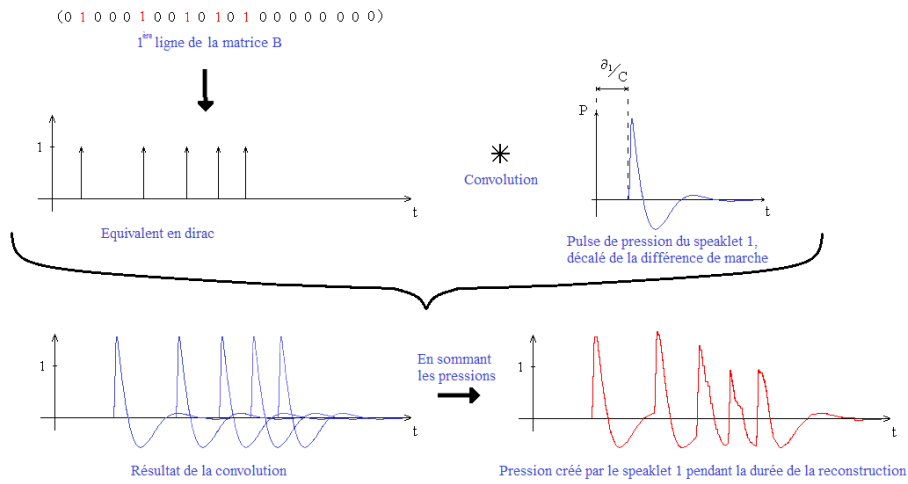 (0 1 0 0 0 1 0 0 1 0 1 0 1 0 0 0 0 0 0 0 0 0)
1ère ligne de la matrice B
∂1/C
P
1
t
Convolution
t
Equivalent en dirac
Pulse de pression du speaklet 1,
décalé de la différence de marche
1
t
En sommant
les pressions
1
t
Résultat de la convolution
Pression créé par le speaklet 1 pendant la durée de la reconstruction